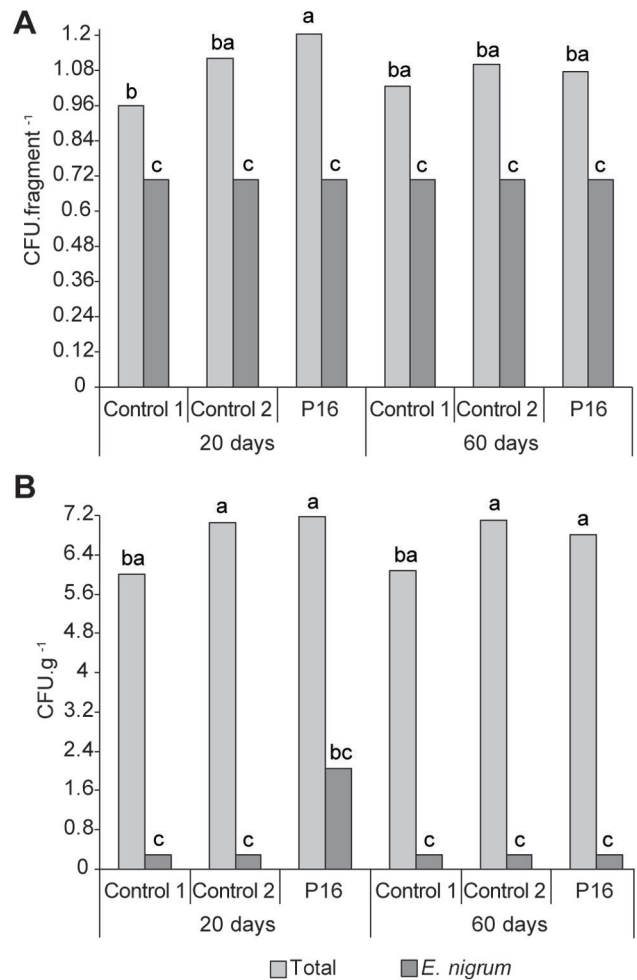 A
CFU.fragment⁻¹
1.2
1.08
0.96
0.84
0.72
0.6
0.48
0.36
0.24
0.12
0
b
c
ba
c
a
c
ba
c
ba
c
ba
c
Control 1 Control 2 P16 Control 1 Control 2 P16
20 days 60 days
B
CFU.g⁻¹
7.2
6.4
5.6
4.8
4
3.2
2.4
1.6
0.8
0
ba
c
a
c
a
bc
ba
c
a
c
a
c
Control 1 Control 2 P16 Control 1 Control 2 P16
20 days 60 days
Total E. nigrum